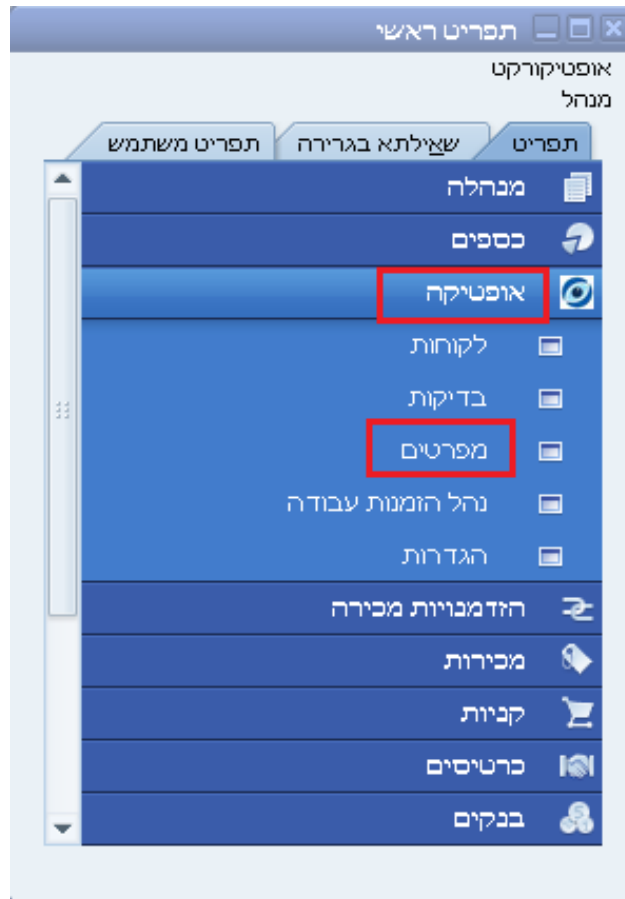 תפריט ראשי
אופטיקורקט
מנהל
תפריט שאילתא בגרירה תפריט משתמש
מנהלה
כספים
אופטיקה
לקוחות
בדיקות
מפרטים
נהל הזמנות עבודה
הגדרות
הזדמנויות מכירה
מכירות
קניות
כרטיסים
בנקים